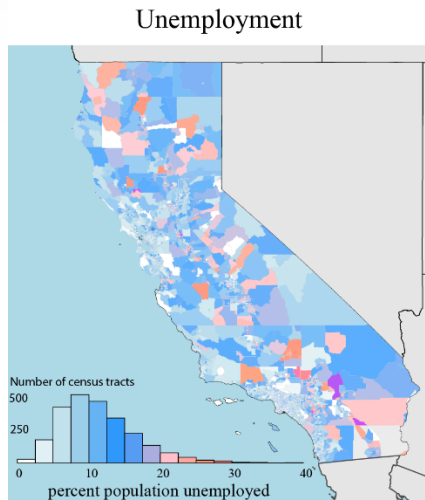 Unemployment
Number of census tracts
500
250
0 10 20 30 40
percent population unemployed